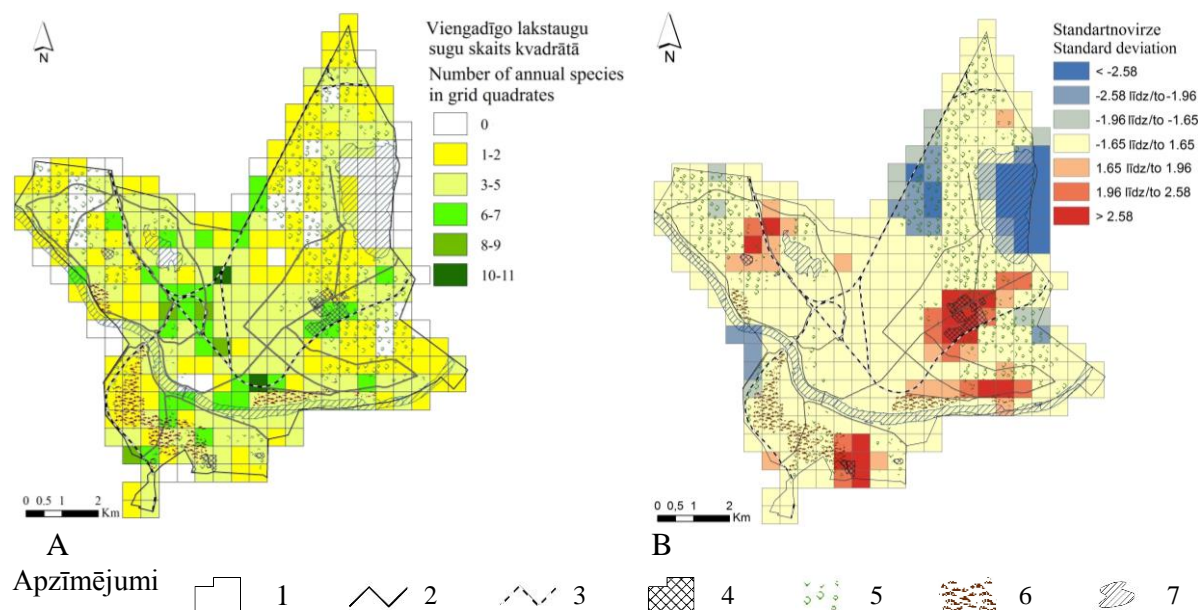 N
Viengadīgo lakstaugu
sugu skaits kvadrātā
Number of annual species
in grid quadrates
0
1-2
3-5
6-7
8-9
10-11
0 0.5 1 2
Km
A
N
Standartnovirze
Standard deviation
< -2.58
-2.58 līdz/to -1.96
-1.96 līdz/to -1.65
-1.65 līdz/to 1.65
1.65 līdz/to 1.96
1.96 līdz/to 2.58
> 2.58
0 0,5 1 2
Km
B
Apzīmējumi 1 2 3 4 5 6 7